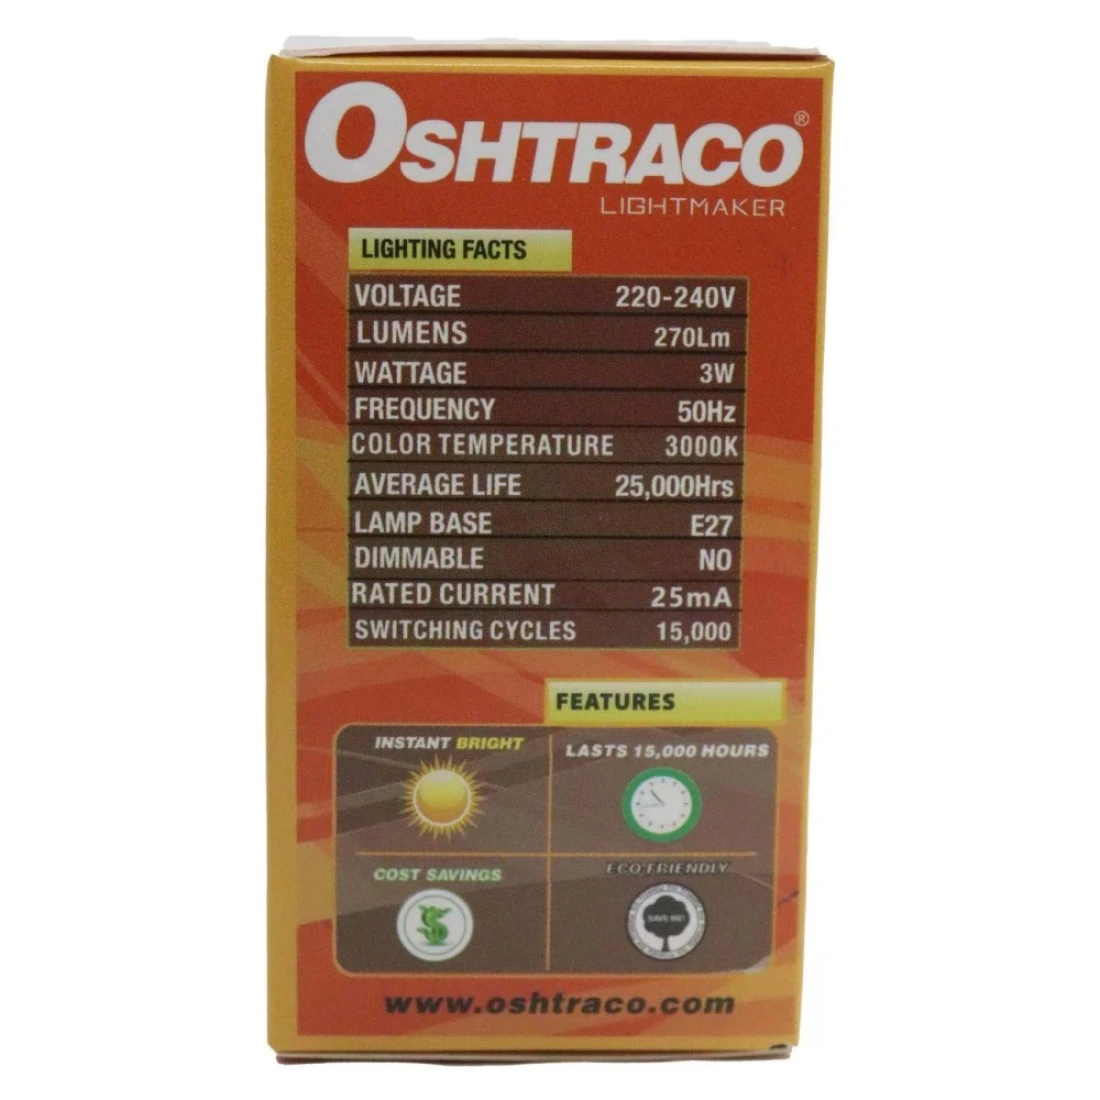 OSHTRACO®
LIGHTMAKER
LIGHTING FACTS
VOLTAGE 220-240V
LUMENS 270Lm
WATTAGE 3W
FREQUENCY 50Hz
COLOR TEMPERATURE 3000K
AVERAGE LIFE 25,000Hrs
LAMP BASE E27
DIMMABLE NO
RATED CURRENT 25mA
SWITCHING CYCLES 15,000
FEATURES
INSTANT BRIGHT
LASTS 15,000 HOURS
COST SAVINGS
ECO-FRIENDLY
SAVE ME!
www.oshtraco.com